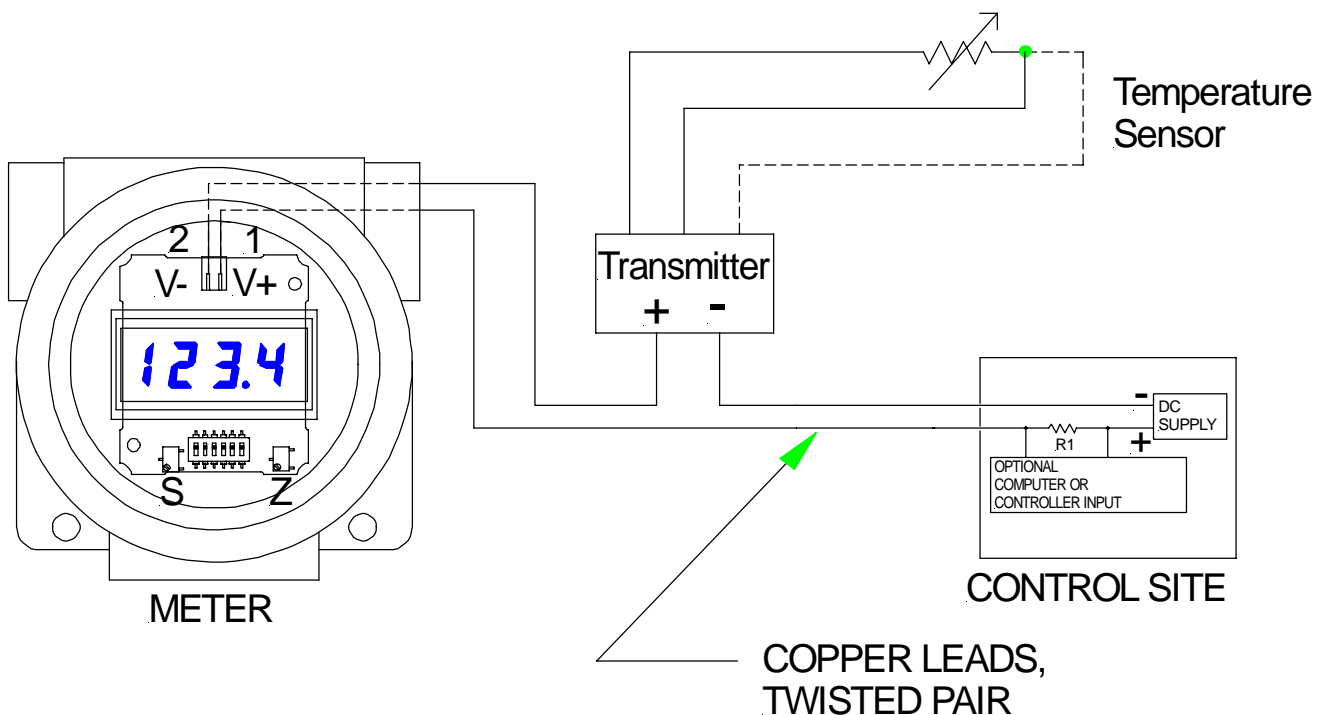 Temperature
Sensor
2 1
V- V+
Transmitter
+ -
123.4
-
DC
SUPPLY
R1
+
OPTIONAL
COMPUTER OR
CONTROLLER INPUT
S Z
METER
CONTROL SITE
COPPER LEADS,
TWISTED PAIR